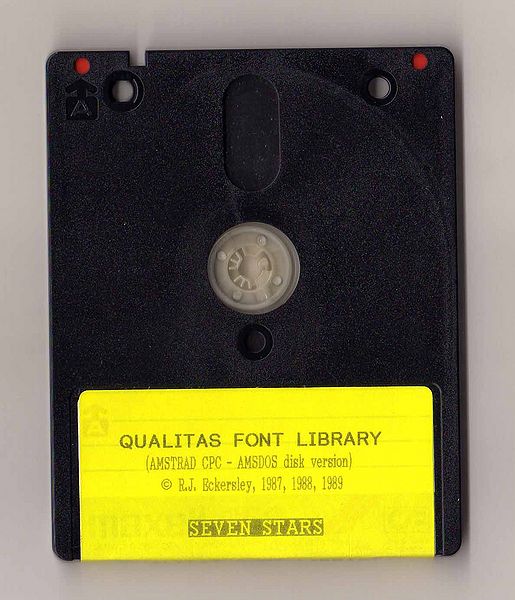 A
QUALITAS FONT LIBRARY
(AMSTRAD CPC - AMSDOS disk version)
© R.J. Eckersley, 1987, 1988, 1989
SEVEN STARS